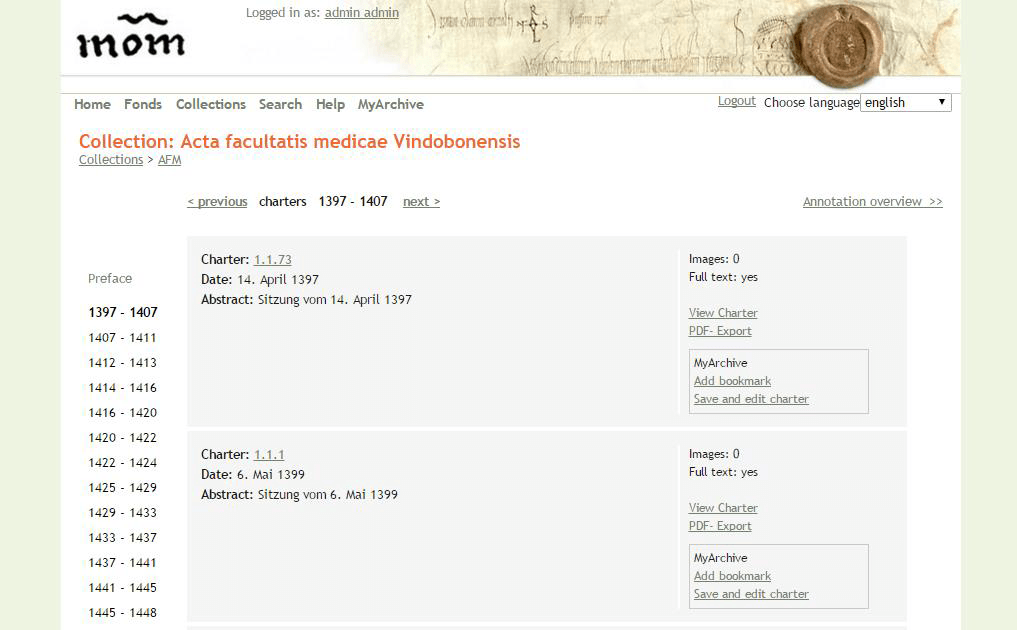 mom
Logged in as: admin admin
Home Fonds Collections Search Help MyArchive
Logout Choose language english
Collection: Acta facultatis medicae Vindobonensis
Collections > AFM
< previous charters 1397 - 1407 next >
Annotation overview >>
Preface
1397 - 1407
1407 - 1411
1412 - 1413
1414 - 1416
1416 - 1420
1420 - 1422
1422 - 1424
1425 - 1429
1429 - 1433
1433 - 1437
1437 - 1441
1441 - 1445
1445 - 1448
Charter: 1.1.73
Date: 14. April 1397
Abstract: Sitzung vom 14. April 1397
Images: 0
Full text: yes
View Charter
PDF- Export
MyArchive
Add bookmark
Save and edit charter
Charter: 1.1.1
Date: 6. Mai 1399
Abstract: Sitzung vom 6. Mai 1399
Images: 0
Full text: yes
View Charter
PDF- Export
MyArchive
Add bookmark
Save and edit charter